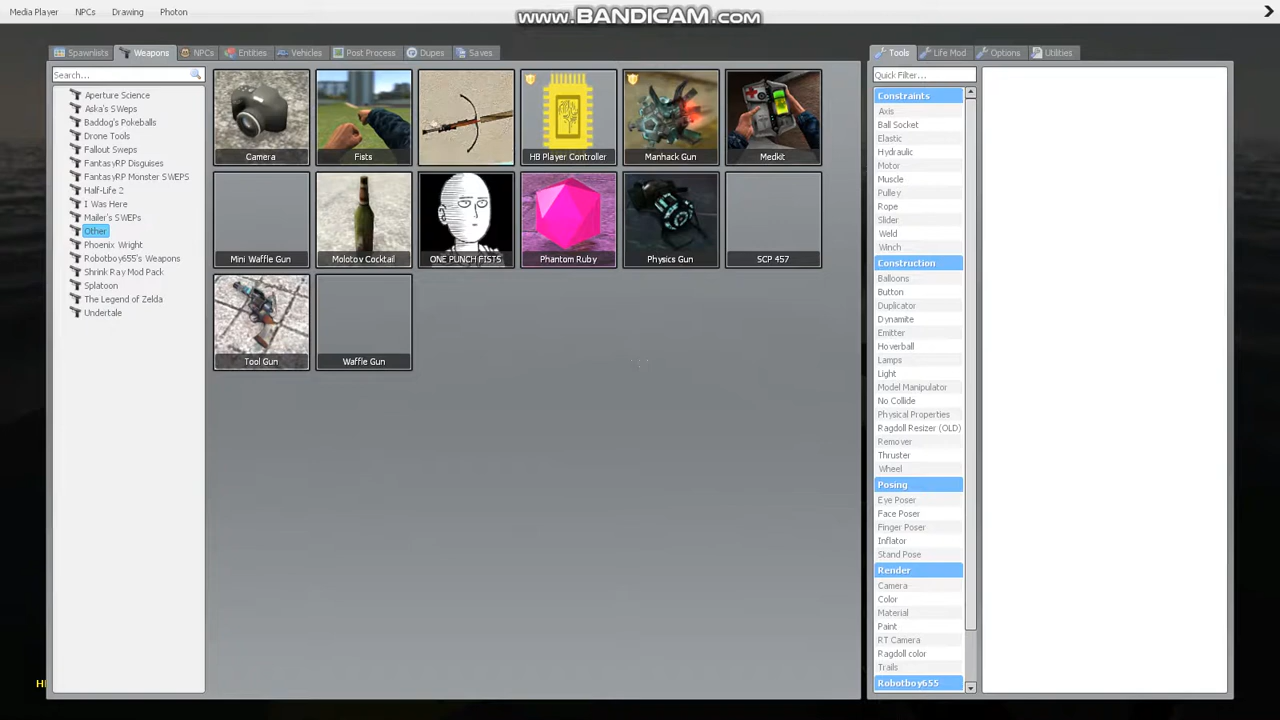 Media Player NPCs Drawing Photon
www.BANDICAM.com
Spawnlists Weapons NPCs Entities Vehicles Post Process Dupes Saves
Search...
Aperture Science
Aska's SWeps
Baddog's Pokeballs
Drone Tools
Fallout Sweps
FantasyRP Disguises
FantasyRP Monster SWEPS
Half-Life 2
I Was Here
Mailer's SWEPs
Other
Phoenix Wright
Robotboy655's Weapons
Shrink Ray Mod Pack
Splatoon
The Legend of Zelda
Undertale
Camera
Fists
HB Player Controller
Manhack Gun
Medkit
Mini Waffle Gun
Molotov Cocktail
ONE PUNCH FISTS
Phantom Ruby
Physics Gun
SCP 457
Tool Gun
Waffle Gun
Tools Life Mod Options Utilities
Quick Filter...
Constraints
Axis
Ball Socket
Elastic
Hydraulic
Motor
Muscle
Pulley
Rope
Slider
Weld
Winch
Construction
Balloons
Button
Duplicator
Dynamite
Emitter
Hoverball
Lamps
Light
Model Manipulator
No Collide
Physical Properties
Ragdoll Resizer (OLD)
Remover
Thruster
Wheel
Posing
Eye Poser
Face Poser
Finger Poser
Inflator
Stand Pose
Render
Camera
Color
Material
Paint
RT Camera
Ragdoll color
Trails
Robotboy655